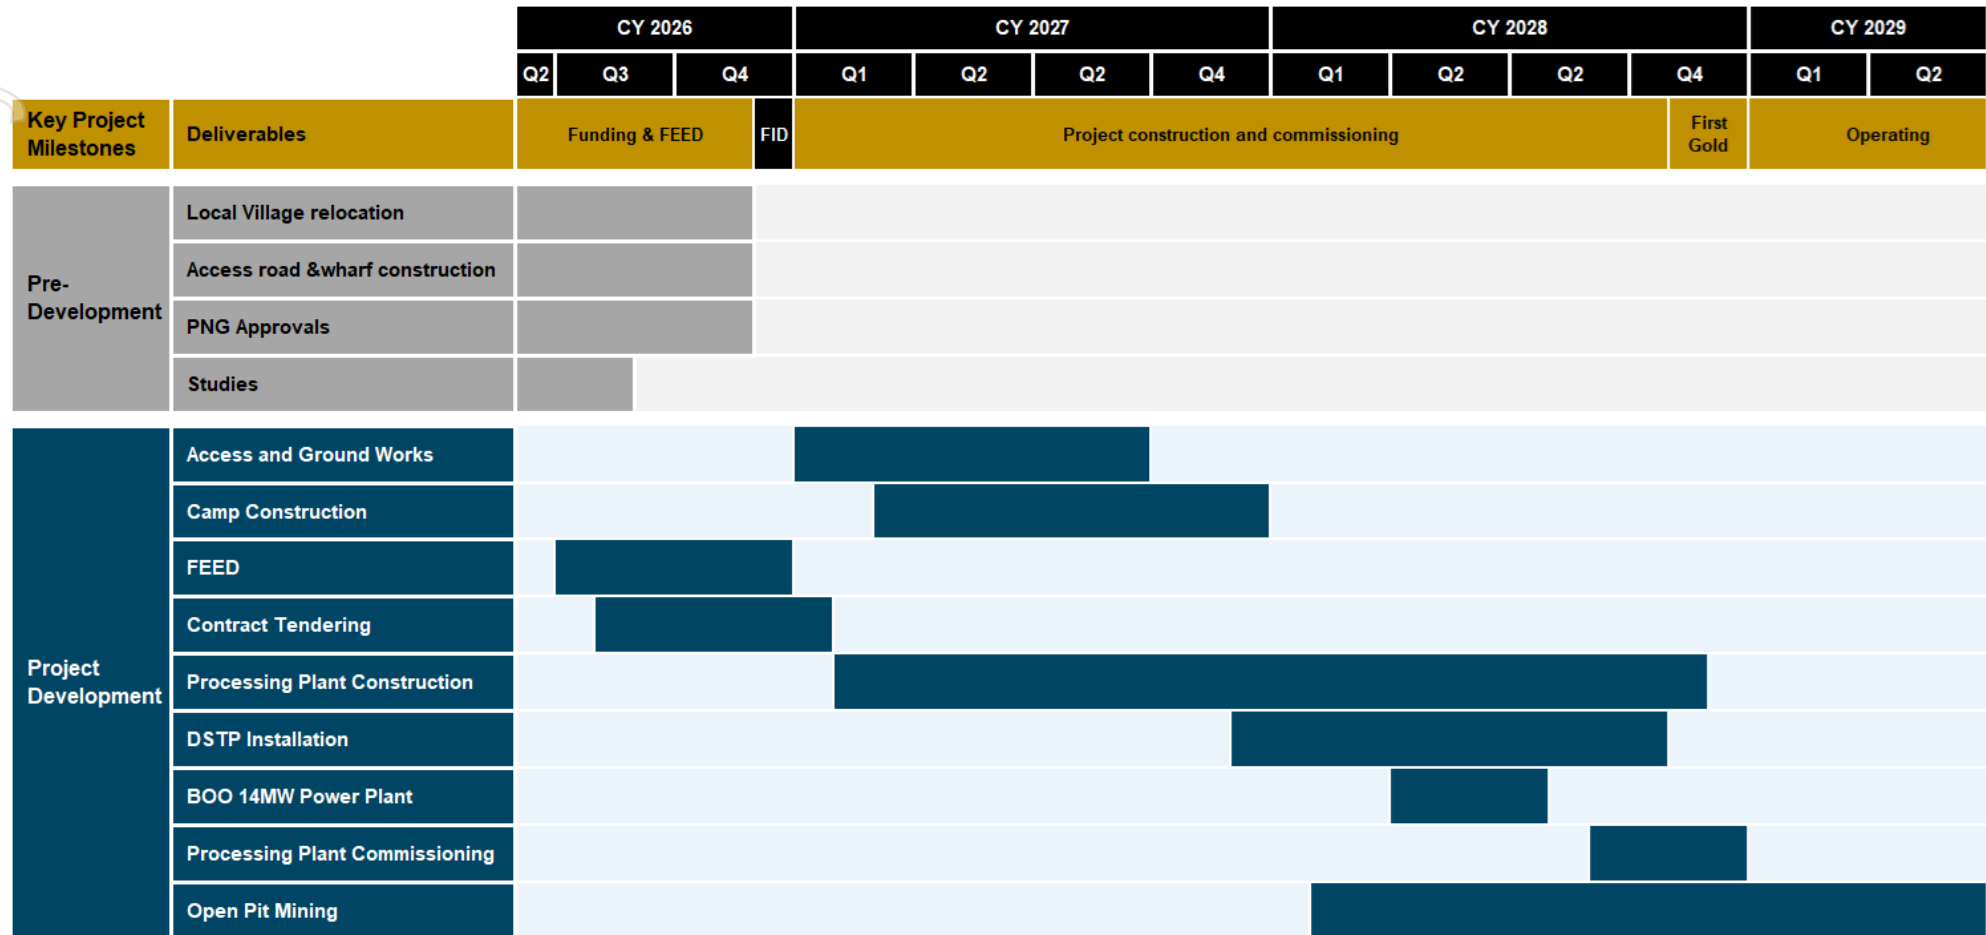 CY 2026 CY 2027 CY 2028 CY 2029
Q2 Q3 Q4 Q1 Q2 Q2 Q4 Q1 Q2 Q2 Q4 Q1 Q2
Key Project
Milestones
Deliverables
Funding & FEED
FID
Project construction and commissioning
First
Gold
Operating
Pre-
Development
Local Village relocation
Access road &wharf construction
PNG Approvals
Studies
Project
Development
Access and Ground Works
Camp Construction
FEED
Contract Tendering
Processing Plant Construction
DSTP Installation
BOO 14MW Power Plant
Processing Plant Commissioning
Open Pit Mining